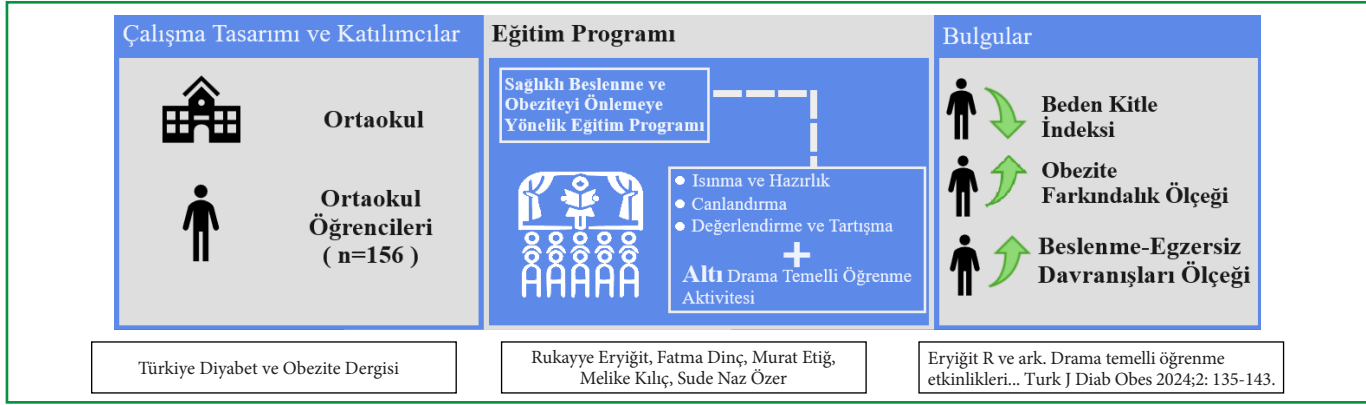 Çalışma Tasarımı ve Katılımcılar
Ortaokul
Ortaokul
Öğrencileri
( n=156 )
Eğitim Programı
Sağlıklı Beslenme ve
Obeziteyi Önlemeye
Yönelik Eğitim Programı
Isınma ve Hazırlık
Canlandırma
Değerlendirme ve Tartışma
+
Altı Drama Temelli Öğrenme
Aktivitesi
Bulgular
Beden Kitle
İndeksi
Obezite
Farkındalık Ölçeği
Beslenme-Egzersiz
Davranışları Ölçeği
Türkiye Diyabet ve Obezite Dergisi
Rukayye Eryiğit, Fatma Dinç, Murat Etiğ,
Melike Kılıç, Sude Naz Özer
Eryiğit R ve ark. Drama temelli öğrenme
etkinlikleri... Turk J Diab Obes 2024;2: 135-143.